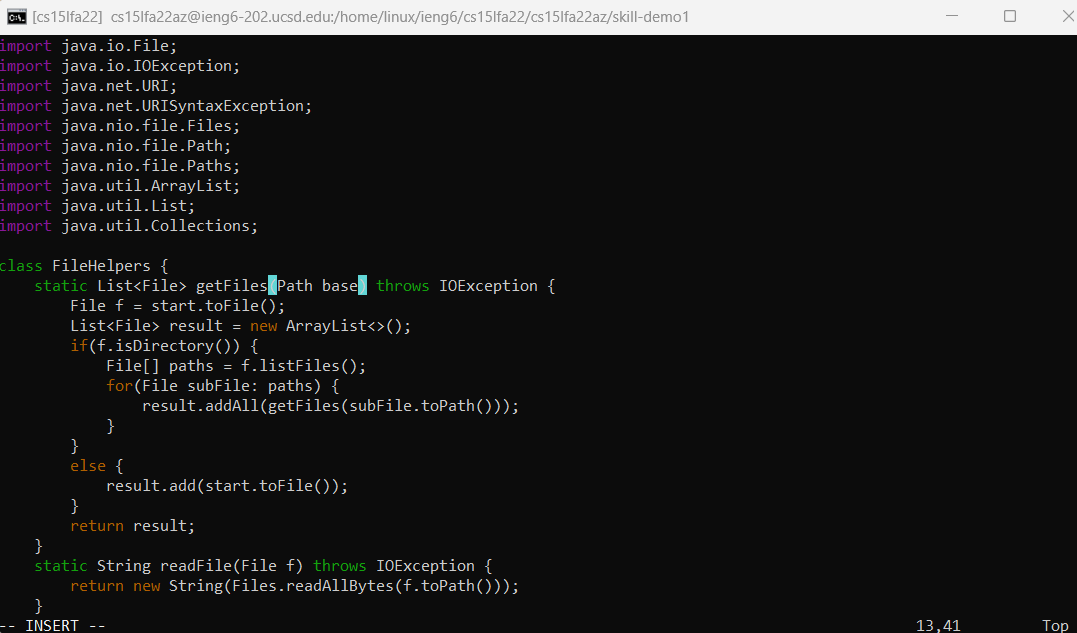 [cs15lfa22] cs15lfa22az@ieng6-202.ucsd.edu:/home/linux/ieng6/cs15lfa22/cs15lfa22az/skill-demo1
import java.io.File;
import java.io.IOException;
import java.net.URI;
import java.net.URISyntaxException;
import java.nio.file.Files;
import java.nio.file.Path;
import java.nio.file.Paths;
import java.util.ArrayList;
import java.util.List;
import java.util.Collections;

class FileHelpers {
    static List<File> getFiles(Path base) throws IOException {
        File f = start.toFile();
        List<File> result = new ArrayList<>();
        if(f.isDirectory()) {
            File[] paths = f.listFiles();
            for(File subFile: paths) {
                result.addAll(getFiles(subFile.toPath()));
            }
        }
        else {
            result.add(start.toFile());
        }
        return result;
    }
    static String readFile(File f) throws IOException {
        return new String(Files.readAllBytes(f.toPath()));
    }
-- INSERT -- 13,41 Top